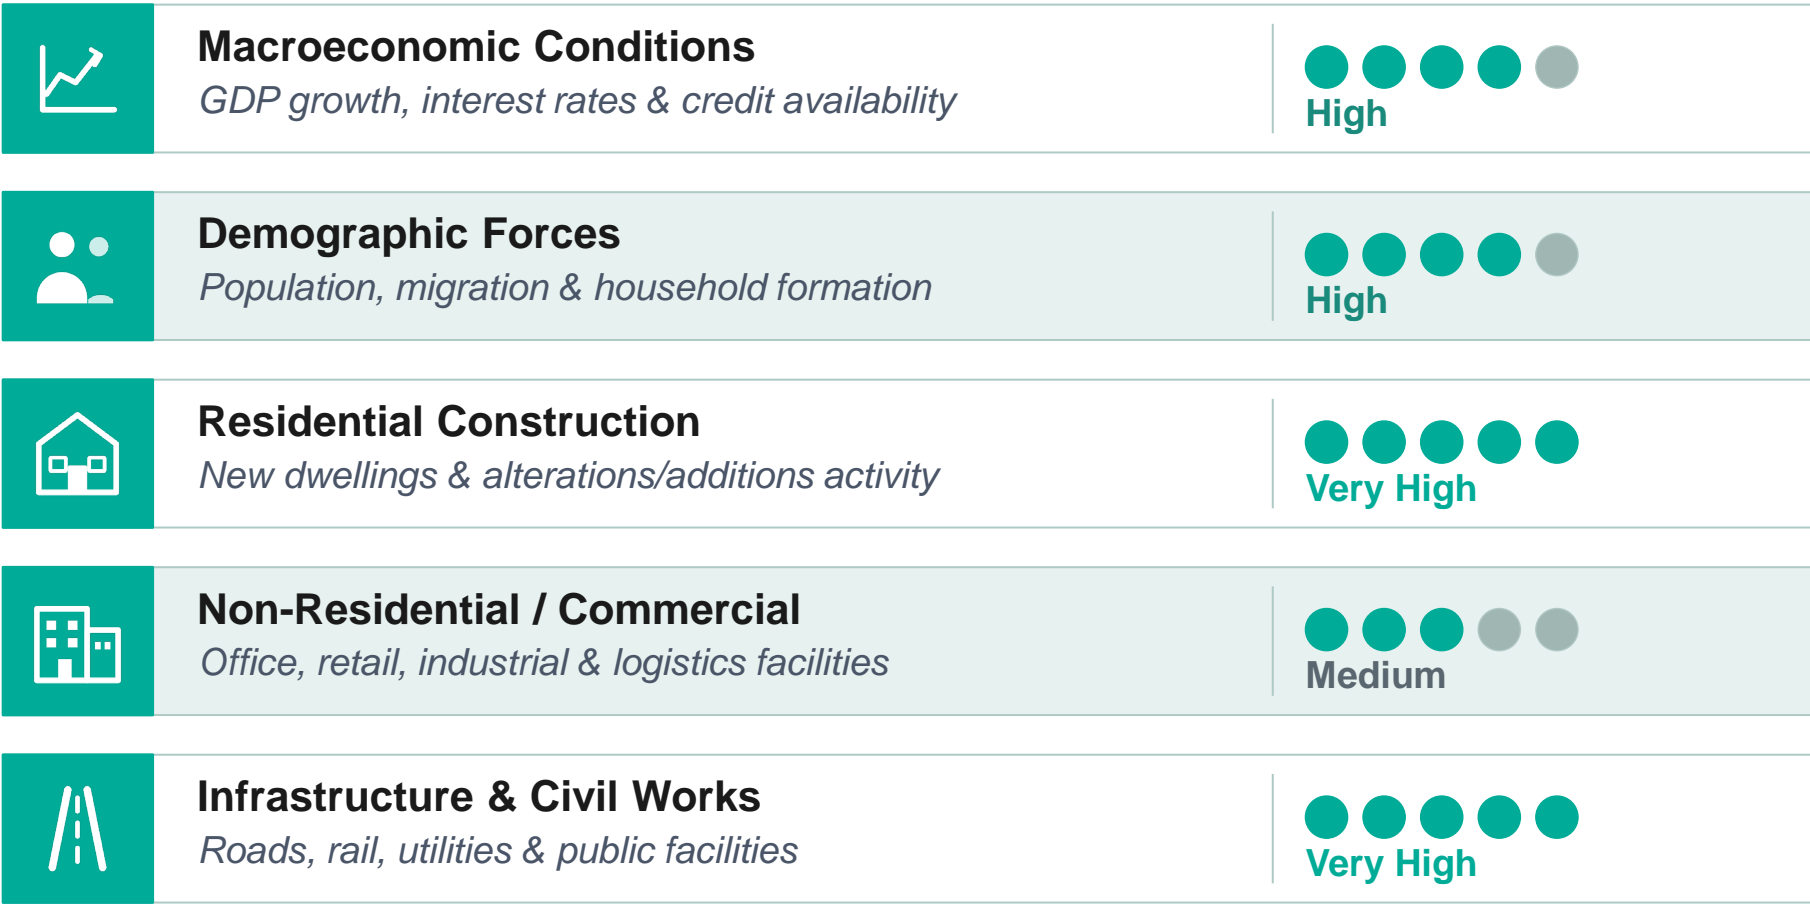 Macroeconomic Conditions
GDP growth, interest rates & credit availability
High
Demographic Forces
Population, migration & household formation
High
Residential Construction
New dwellings & alterations/additions activity
Very High
Non-Residential / Commercial
Office, retail, industrial & logistics facilities
Medium
Infrastructure & Civil Works
Roads, rail, utilities & public facilities
Very High